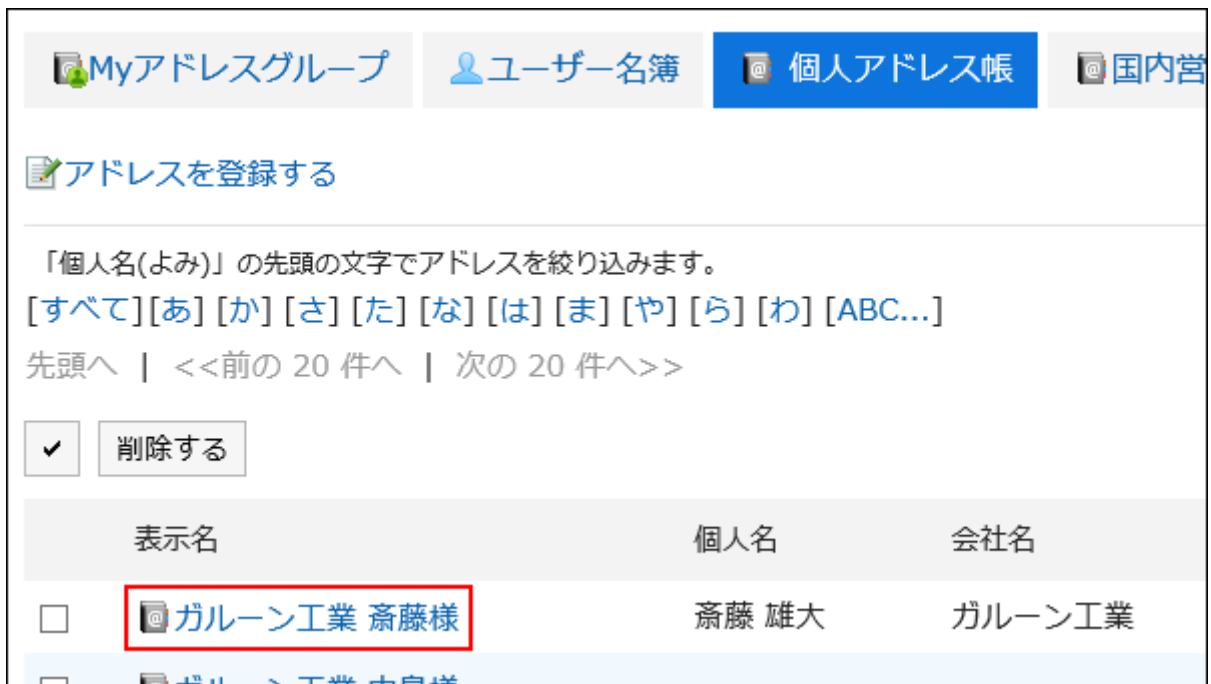 Myアドレスグループ ユーザー名簿 個人アドレス帳 国内営
アドレスを登録する
「個人名(よみ)」の先頭の文字でアドレスを絞り込みます。
[すべて][あ] [か] [さ] [た] [な] [は] [ま] [や] [ら] [わ] [ABC...]
先頭へ | <<前の 20 件へ | 次の 20 件へ>>
削除する
表示名 個人名 会社名
ガルーン工業 斎藤様 斎藤 雄大 ガルーン工業
ガルーン工業